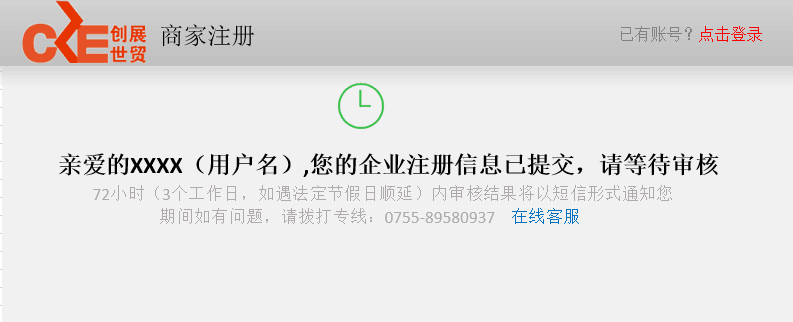 CKE 创展世贸 商家注册 已有账号？点击登录
亲爱的XXXX（用户名）,您的企业注册信息已提交，请等待审核
72小时（3个工作日，如遇法定节假日顺延）内审核结果将以短信形式通知您
期间如有问题，请拨打专线：0755-89580937 在线客服